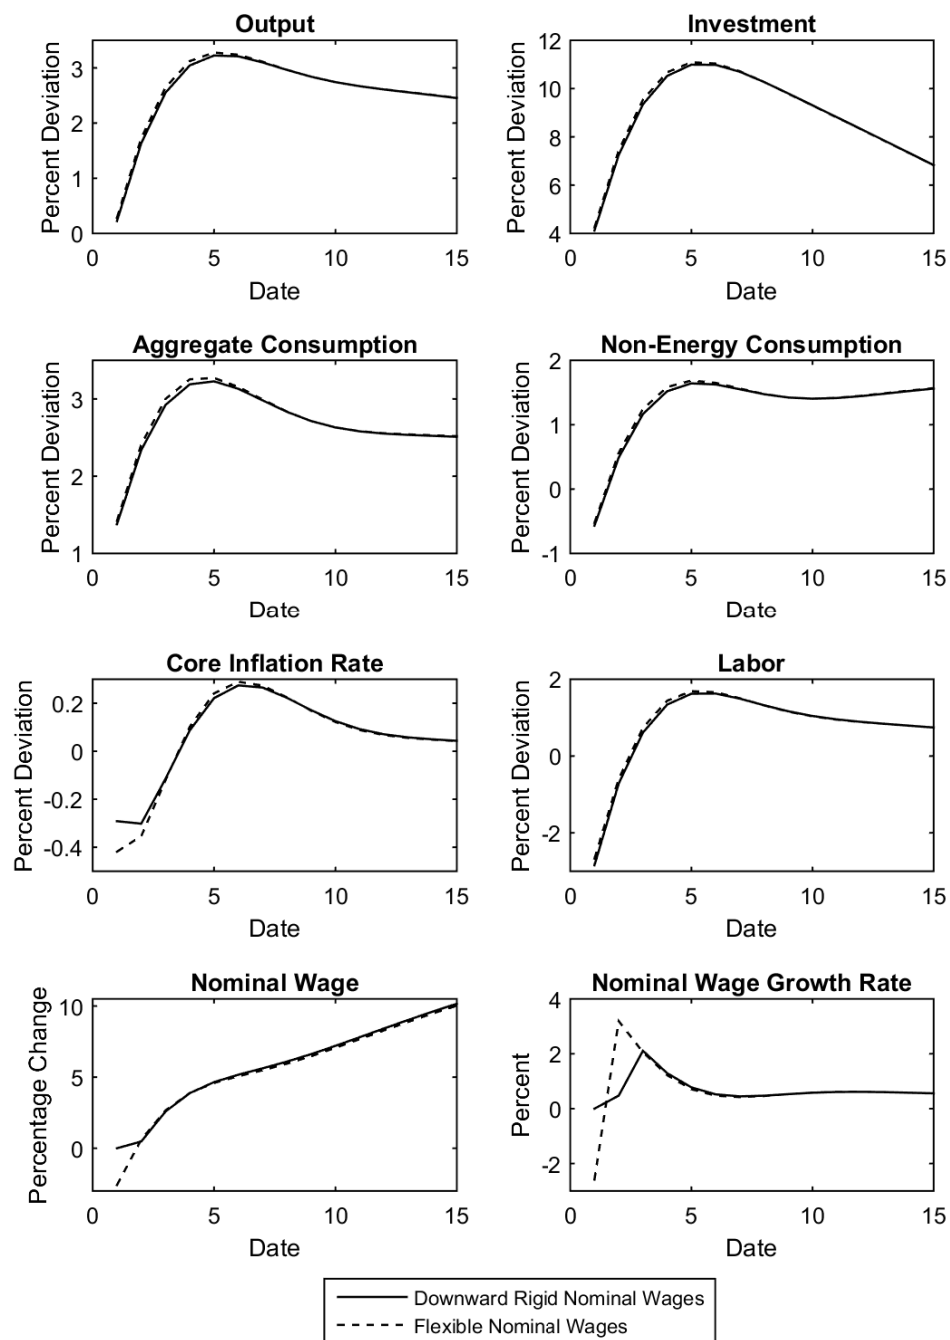 Output
Percent Deviation
3
2
1
0
0
5
10
15
Date
Investment
Percent Deviation
12
10
8
6
4
0
5
10
15
Date
Aggregate Consumption
Percent Deviation
3
2
1
0
5
10
15
Date
Non-Energy Consumption
Percent Deviation
2
1
0
-1
0
5
10
15
Date
Core Inflation Rate
Percent Deviation
0.2
0
-0.2
-0.4
0
5
10
15
Date
Labor
Percent Deviation
2
0
-2
0
5
10
15
Date
Nominal Wage
Percentage Change
10
5
0
0
5
10
15
Date
Nominal Wage Growth Rate
Percent
4
2
0
-2
0
5
10
15
Date
Downward Rigid Nominal Wages
Flexible Nominal Wages